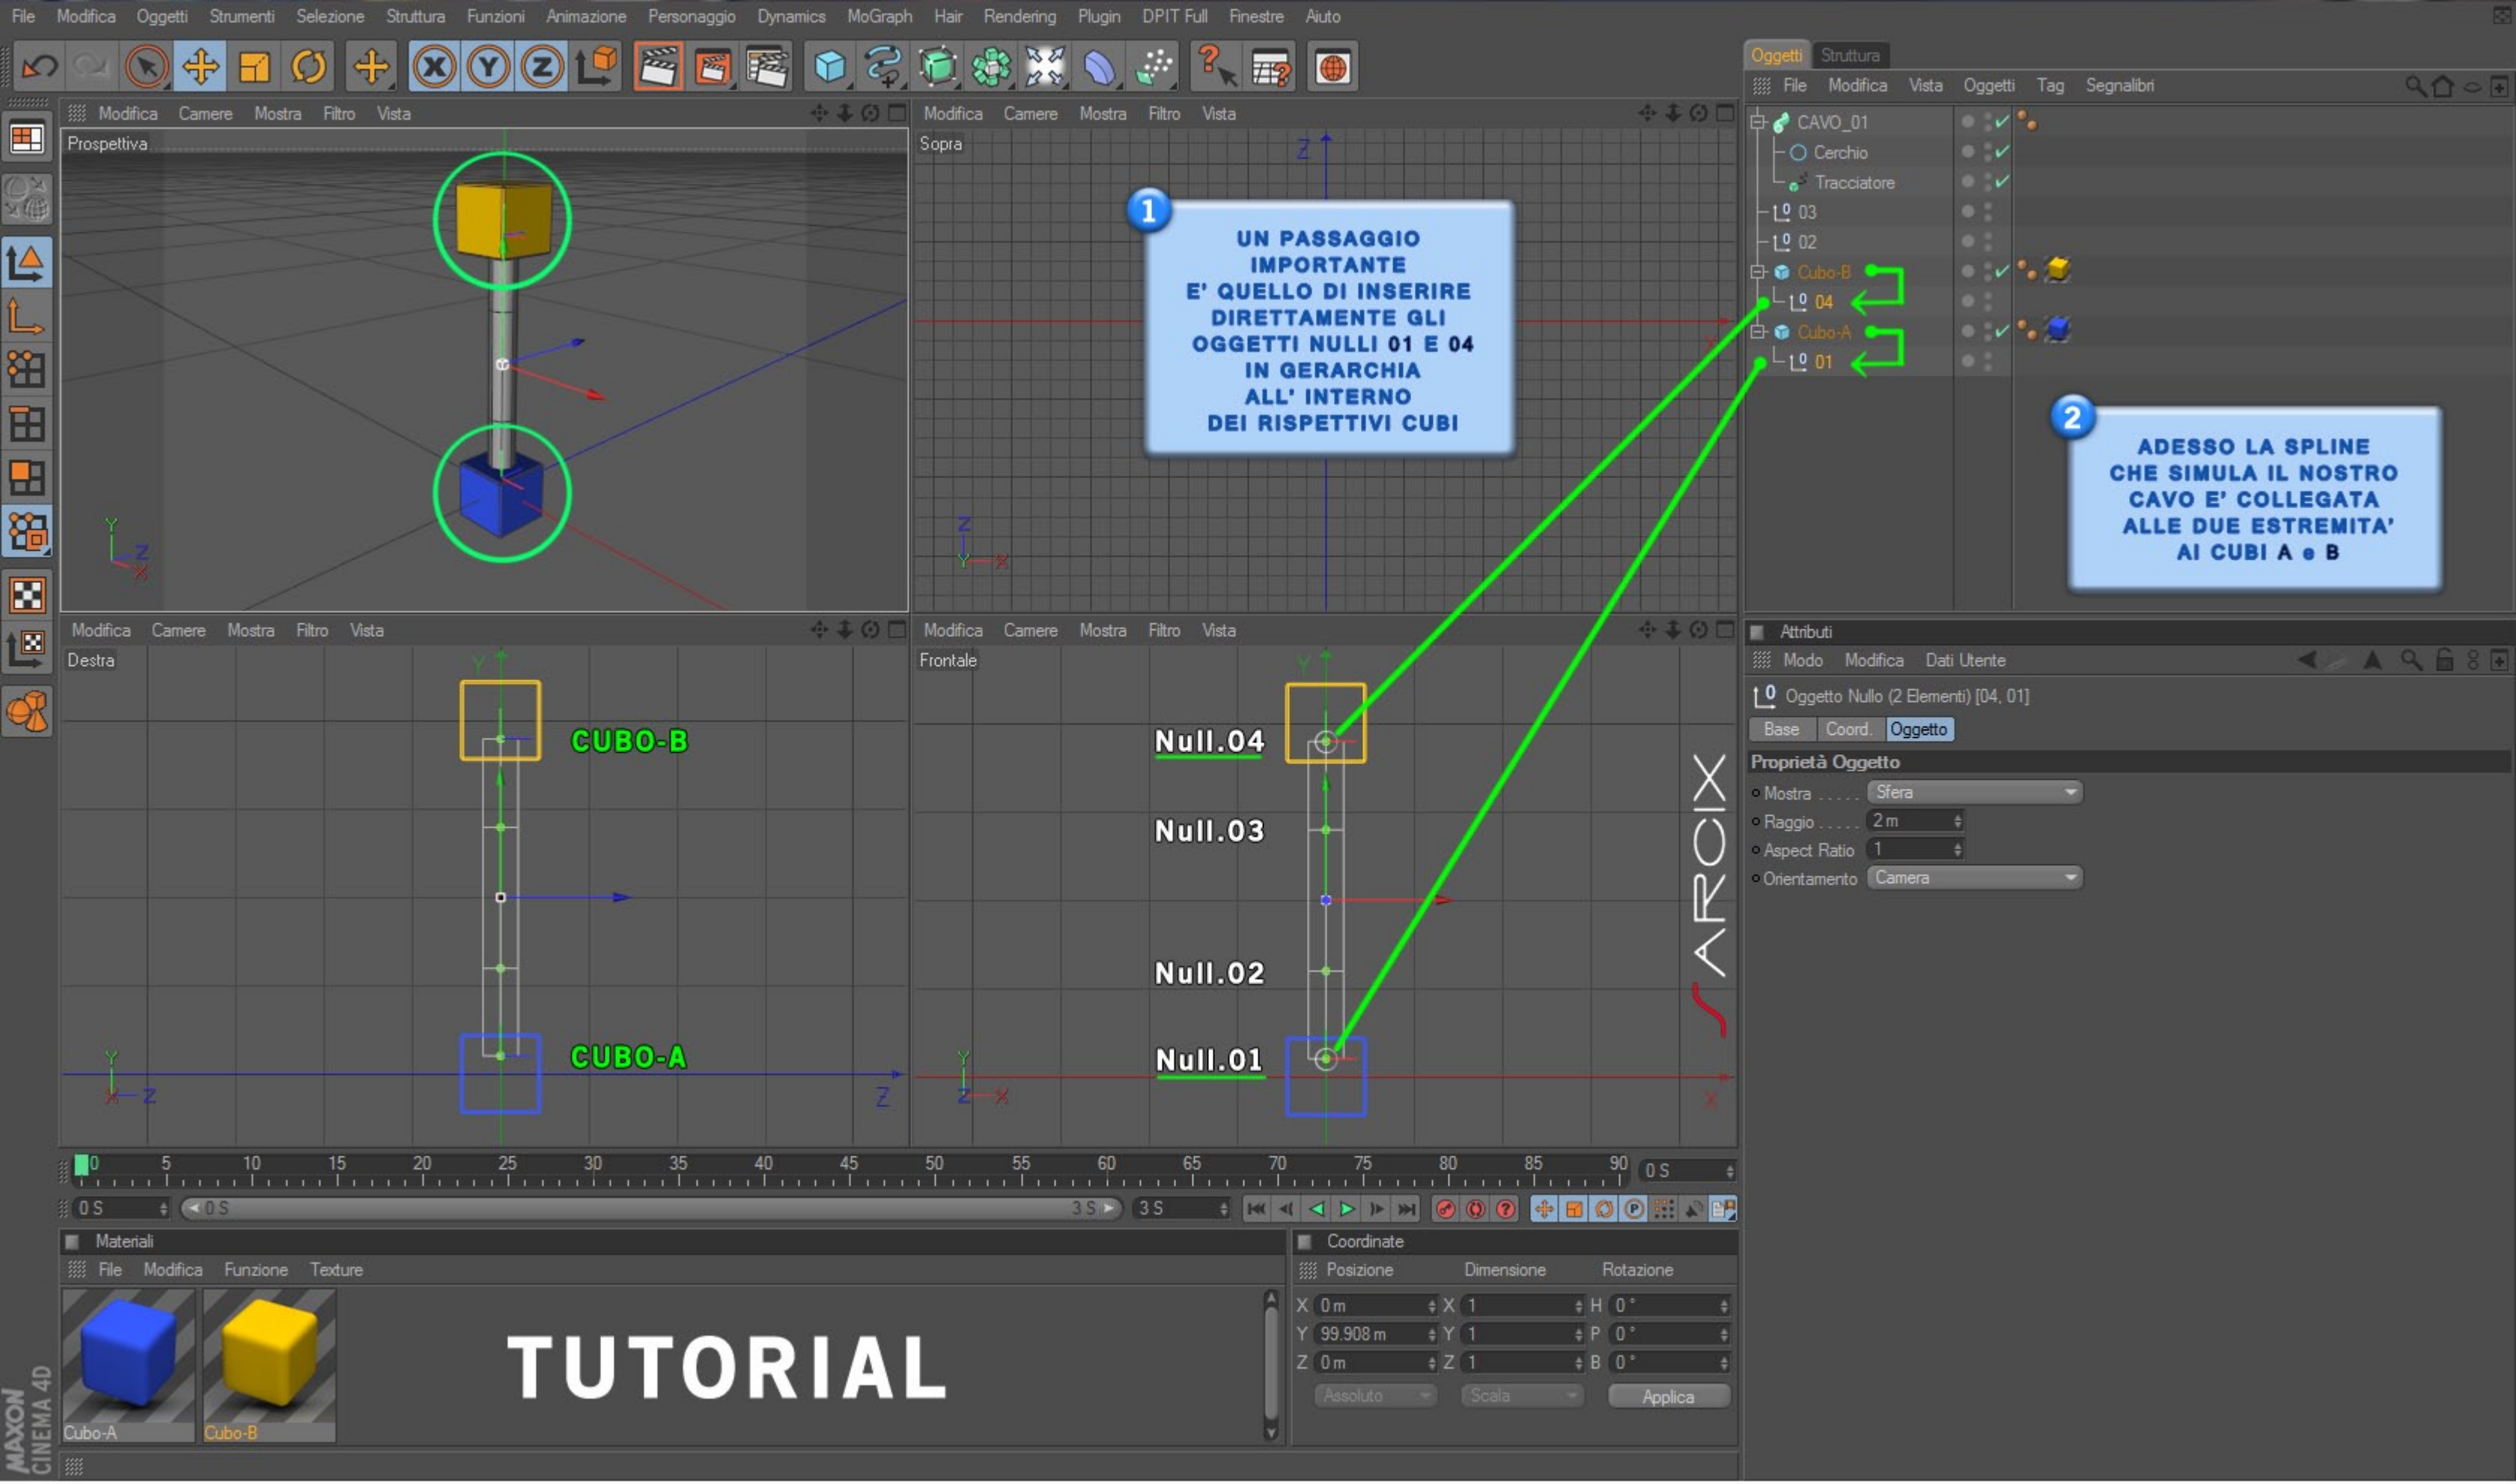 File Modifica Oggetti Strumenti Selezione Struttura Funzioni Animazione Personaggio Dynamics MoGraph Hair Rendering Plugin DPIT Full Finestre Aiuto
X Y Z
Oggetti Struttura
File Modifica Vista Oggetti Tag Segnalibri
CAVO_01
Cerchio
Tracciatore
03
02
Cubo-B
04
Cubo-A
01
Modifica Camere Mostra Filtro Vista
Prospettiva
Y
Z
X
Modifica Camere Mostra Filtro Vista
Sopra
Z
1
UN PASSAGGIO
IMPORTANTE
E' QUELLO DI INSERIRE
DIRETTAMENTE GLI
OGGETTI NULLI 01 E 04
IN GERARCHIA
ALL' INTERNO
DEI RISPETTIVI CUBI
X
Z
Y X
2
ADESSO LA SPLINE
CHE SIMULA IL NOSTRO
CAVO E' COLLEGATA
ALLE DUE ESTREMITA'
AI CUBI A e B
Modifica Camere Mostra Filtro Vista
Destra
Y
CUBO-B
CUBO-A
Y
X Z
Z
Modifica Camere Mostra Filtro Vista
Frontale
Y
Null.04
Null.03
Null.02
Null.01
Y
Z X
X
ARCIX
Attributi
Modo Modifica Dati Utente
Oggetto Nullo (2 Elementi) [04, 01]
Base Coord. Oggetto
Proprietà Oggetto
Mostra . . . . . Sfera
Raggio . . . . . 2 m
Aspect Ratio 1
Orientamento Camera
0 5 10 15 20 25 30 35 40 45 50 55 60 65 70 75 80 85 90 0 S
0 S 0 S 3 S 3 S
Materiali
File Modifica Funzione Texture
Cubo-A Cubo-B
TUTORIAL
Coordinate
Posizione Dimensione Rotazione
X 0 m X 1 H 0 °
Y 99.908 m Y 1 P 0 °
Z 0 m Z 1 B 0 °
Assoluto Scala Applica
MAXON
CINEMA 4D